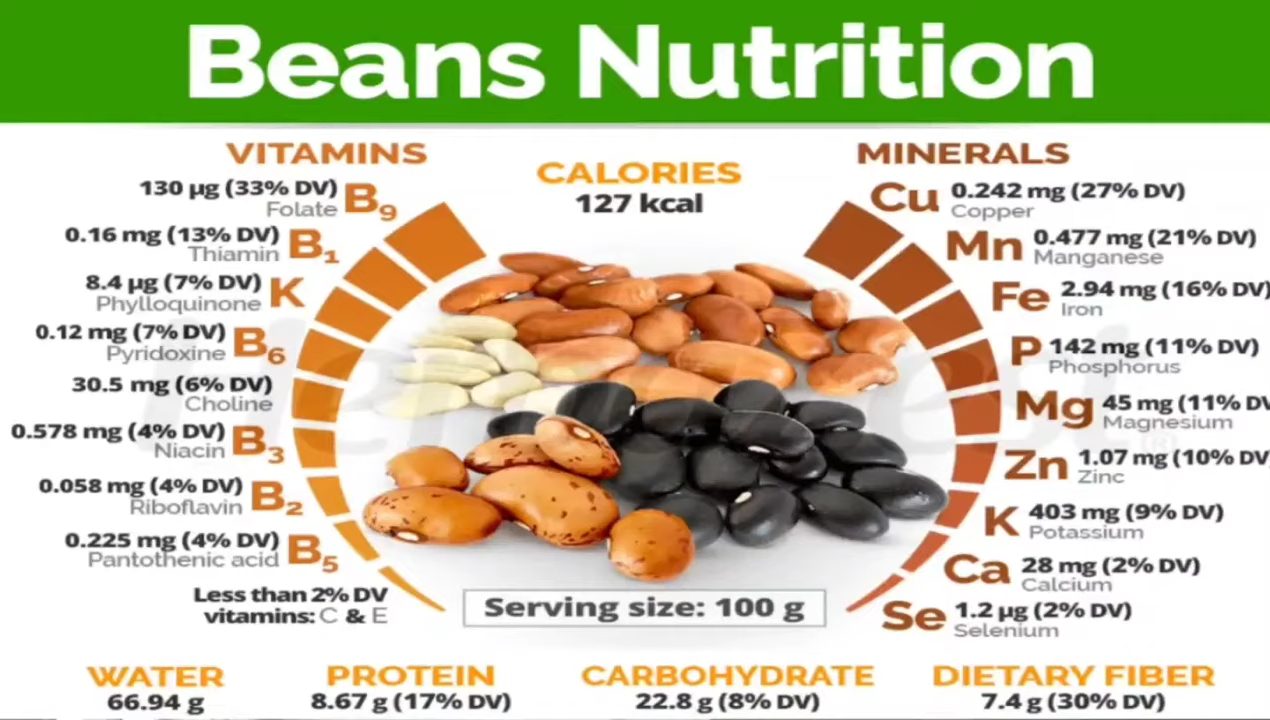 Beans Nutrition
VITAMINS
130 µg (33% DV)
Folate
B9
0.16 mg (13% DV)
Thiamin
B1
8.4 µg (7% DV)
Phylloquinone
K
0.12 mg (7% DV)
Pyridoxine
B6
30.5 mg (6% DV)
Choline
0.578 mg (4% DV)
Niacin
B3
0.058 mg (4% DV)
Riboflavin
B2
0.225 mg (4% DV)
Pantothenic acid
B5
Less than 2% DV
vitamins: C & E
CALORIES
127 kcal
Serving size: 100 g
MINERALS
Cu
0.242 mg (27% DV)
Copper
Mn
0.477 mg (21% DV)
Manganese
Fe
2.94 mg (16% DV)
Iron
P
142 mg (11% DV)
Phosphorus
Mg
45 mg (11% DV
Magnesium
Zn
1.07 mg (10% DV
Zinc
K
403 mg (9% DV)
Potassium
Ca
28 mg (2% DV)
Calcium
Se
1.2 µg (2% DV)
Selenium
WATER
66.94 g
PROTEIN
8.67 g (17% DV)
CARBOHYDRATE
22.8 g (8% DV)
DIETARY FIBER
7.4 g (30% DV)